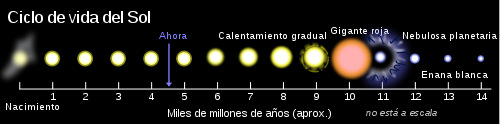 Ciclo de vida del Sol
Ahora
Calentamiento gradual
Gigante roja
Nebulosa planetaria
Enana blanca
Nacimiento
1 2 3 4 5 6 7 8 9 10 11 12 13 14
Miles de millones de años (aprox.)
no está a escala